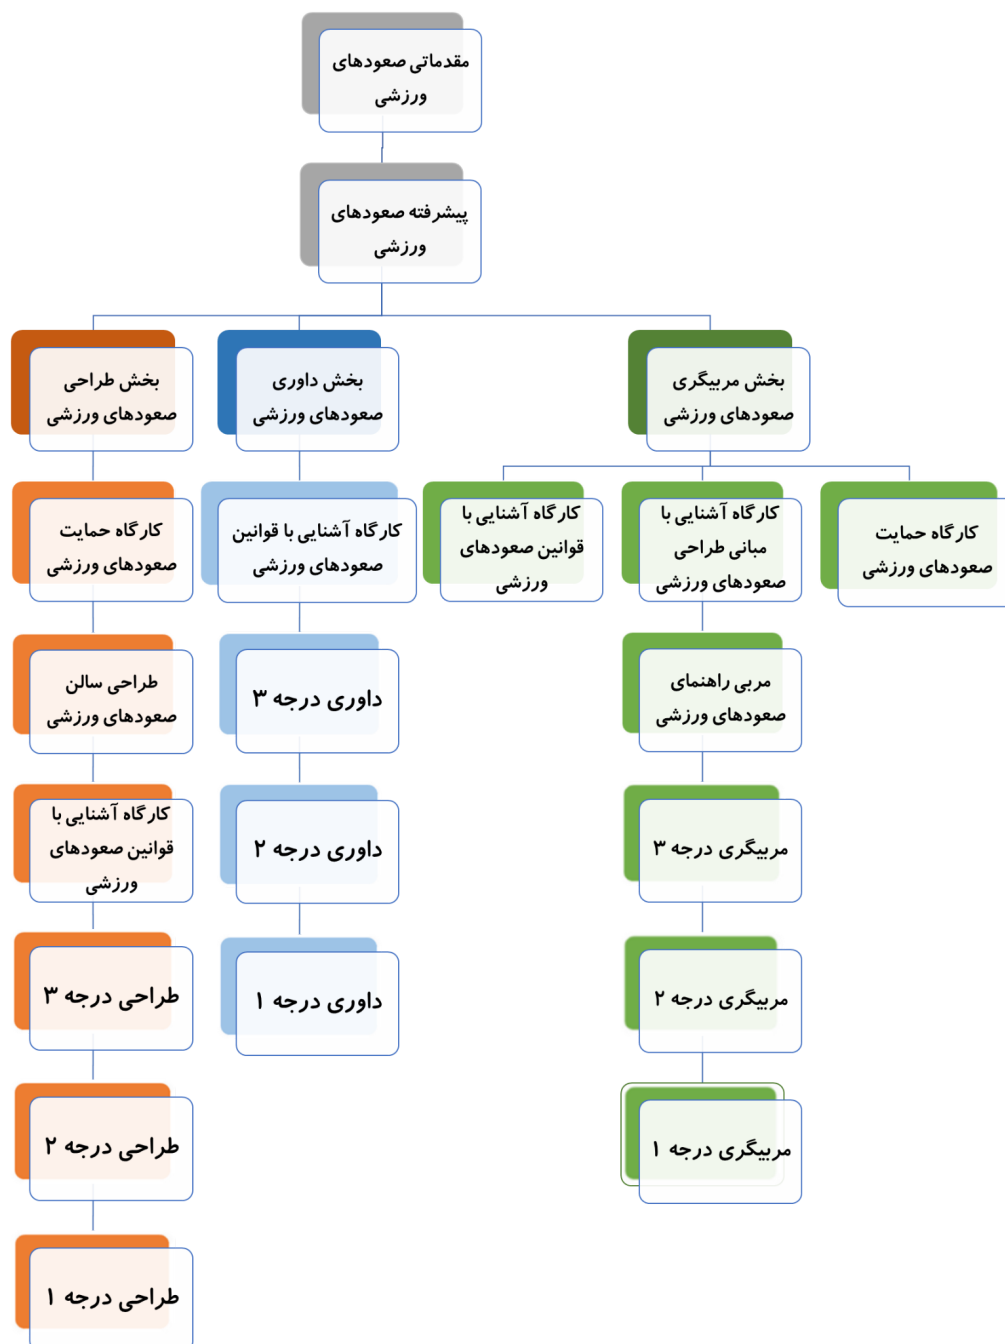 مقدماتی صعودهای
ورزشی
پیشرفته صعودهای
ورزشی
بخش مربیگری
صعودهای ورزشی
بخش داوری
صعودهای ورزشی
بخش طراحی
صعودهای ورزشی
کارگاه حمایت
صعودهای ورزشی
کارگاه آشنایی با
مبانی طراحی
صعودهای ورزشی
کارگاه آشنایی با
قوانین صعودهای
ورزشی
مربی راهنمای
صعودهای ورزشی
مربیگری درجه ۳
مربیگری درجه ۲
مربیگری درجه ۱
کارگاه آشنایی با قوانین
صعودهای ورزشی
داوری درجه ۳
داوری درجه ۲
داوری درجه ۱
کارگاه حمایت
صعودهای ورزشی
طراحی سالن
صعودهای ورزشی
کارگاه آشنایی با
قوانین صعودهای
ورزشی
طراحی درجه ۳
طراحی درجه ۲
طراحی درجه ۱